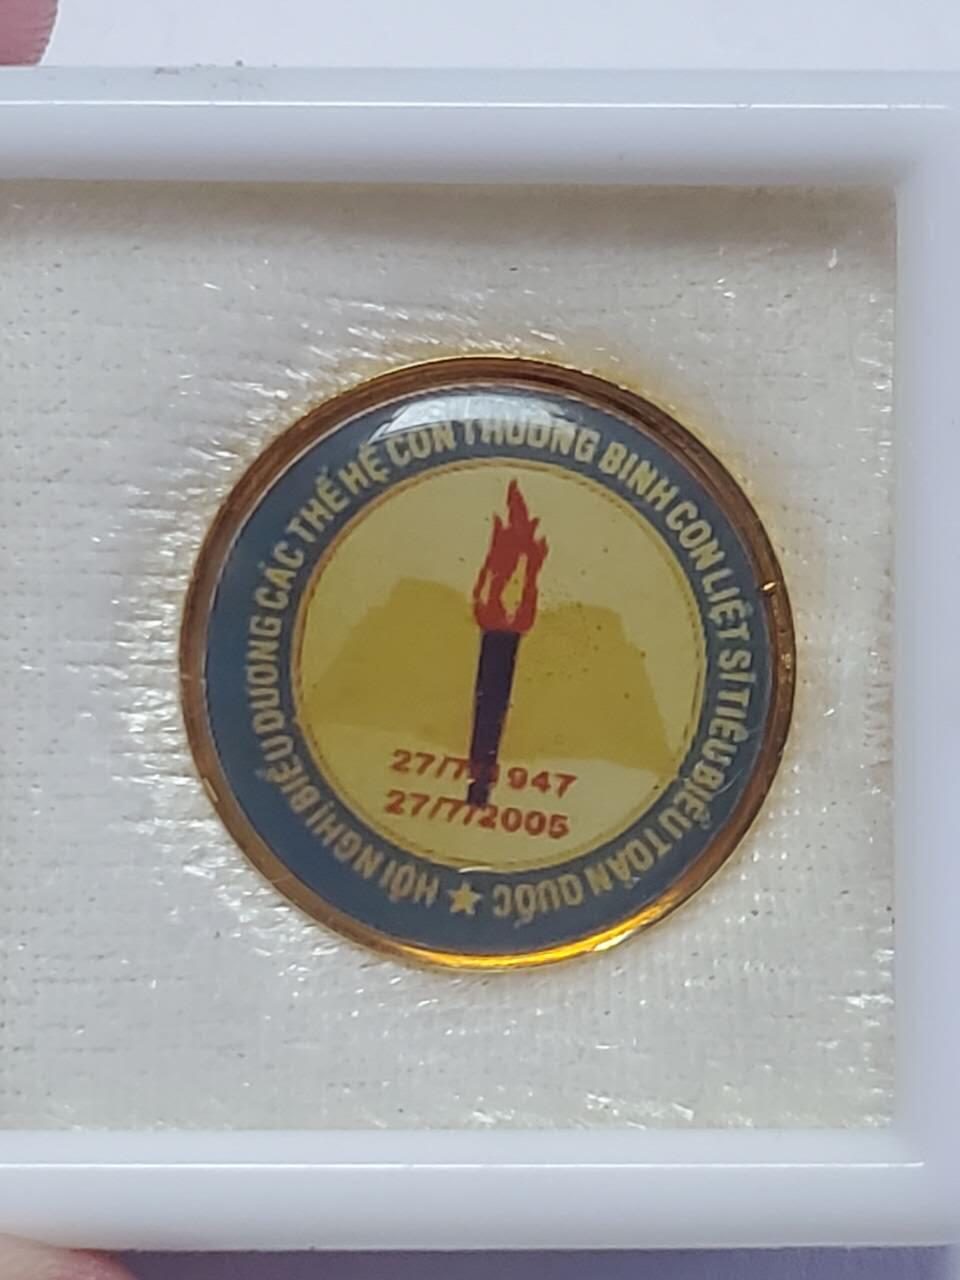 HỘI NGHỊ BIỂU DƯƠNG CÁC THẾ HỆ CON THƯƠNG BINH CON LIỆT SĨ TIÊU BIỂU TOÀN QUỐC
27/7/1947
27/7/2005